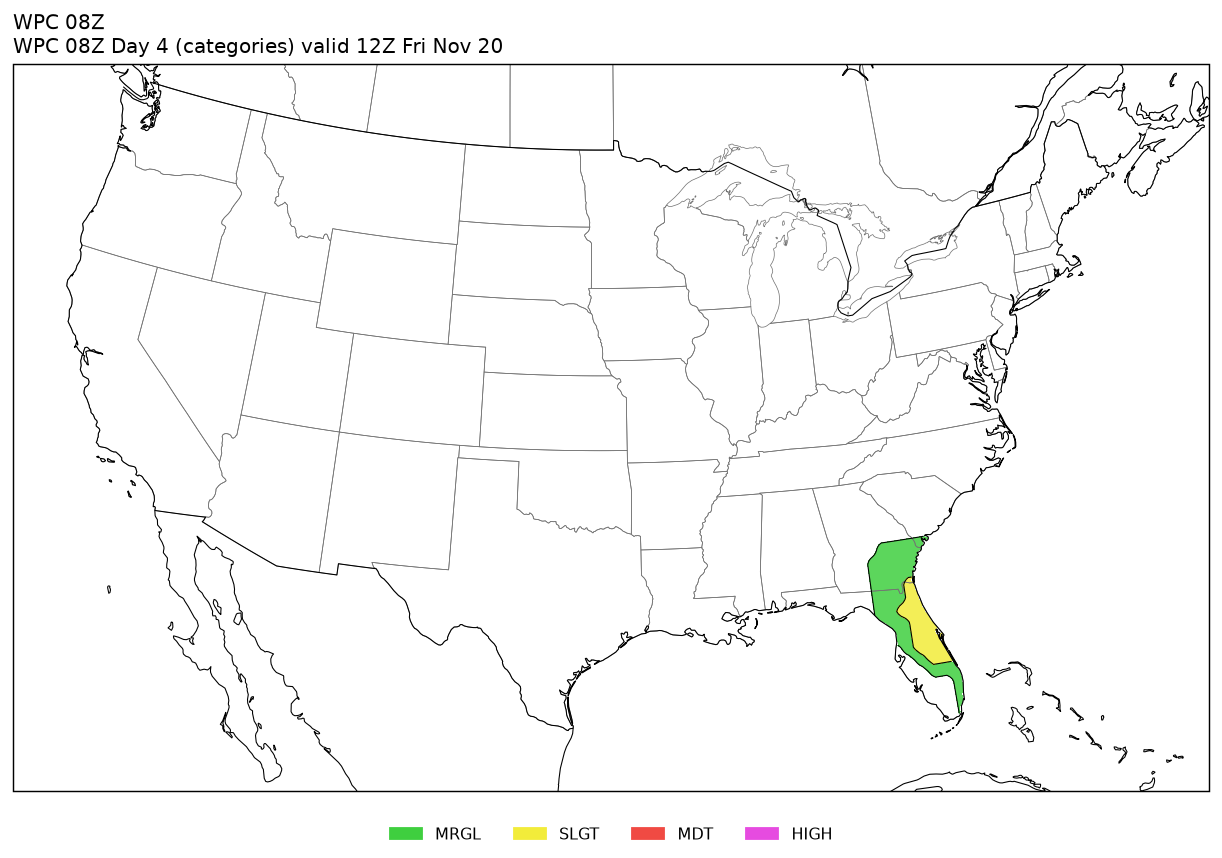 WPC 08Z
WPC 08Z Day 4 (categories) valid 12Z Fri Nov 20
MRGL SLGT MDT HIGH